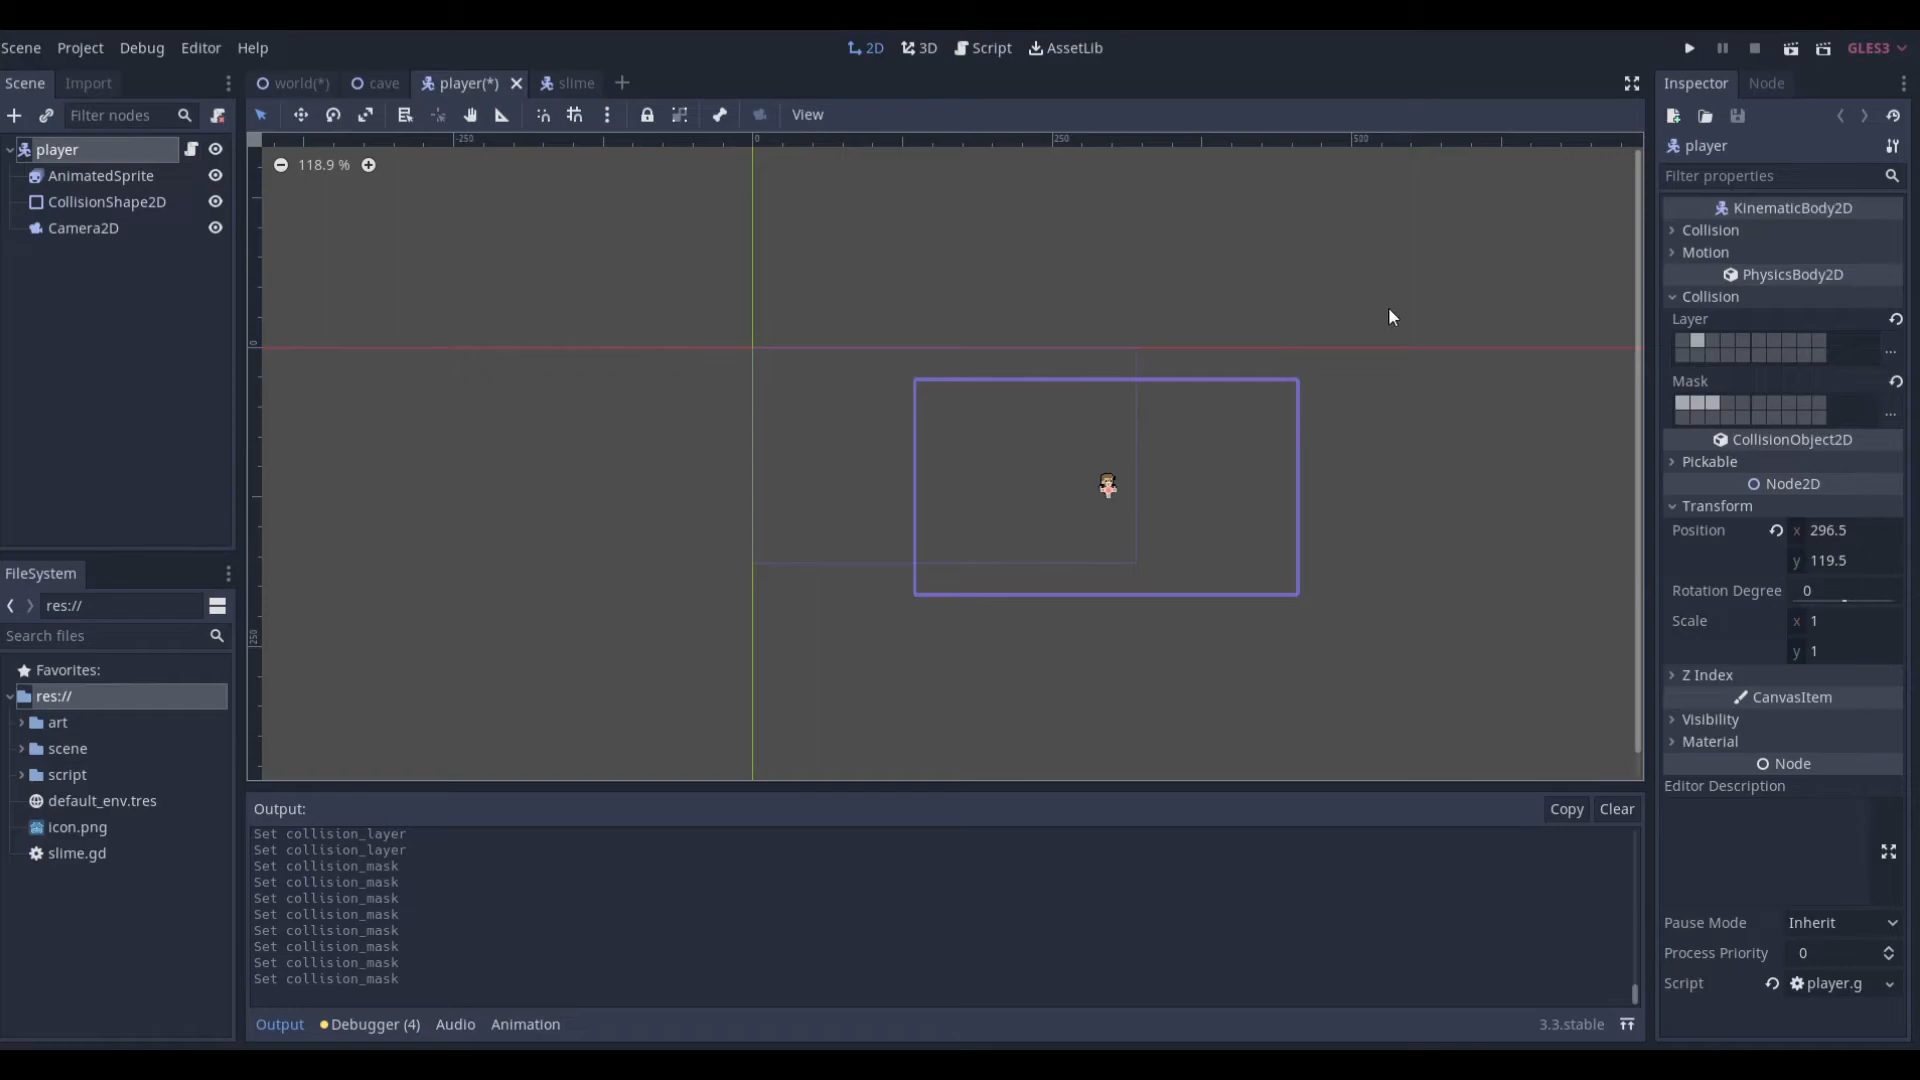 Scene Project Debug Editor Help
2D 3D Script AssetLib
GLES3
Scene Import
world(*) cave player(*) slime
Inspector Node
Filter nodes
View
player
AnimatedSprite
CollisionShape2D
Camera2D
-250 0 250 500
118.9 %
0
250
FileSystem
res://
Search files
Favorites:
res://
art
scene
script
default_env.tres
icon.png
slime.gd
Output:
Copy Clear
Set collision_layer
Set collision_layer
Set collision_mask
Set collision_mask
Set collision_mask
Set collision_mask
Set collision_mask
Set collision_mask
Set collision_mask
Set collision_mask
Output Debugger (4) Audio Animation
3.3.stable
player
Filter properties
KinematicBody2D
Collision
Motion
PhysicsBody2D
Collision
Layer
...
Mask
...
CollisionObject2D
Pickable
Node2D
Transform
Position x 296.5
y 119.5
Rotation Degree 0
Scale x 1
y 1
Z Index
CanvasItem
Visibility
Material
Node
Editor Description
Pause Mode Inherit
Process Priority 0
Script player.g